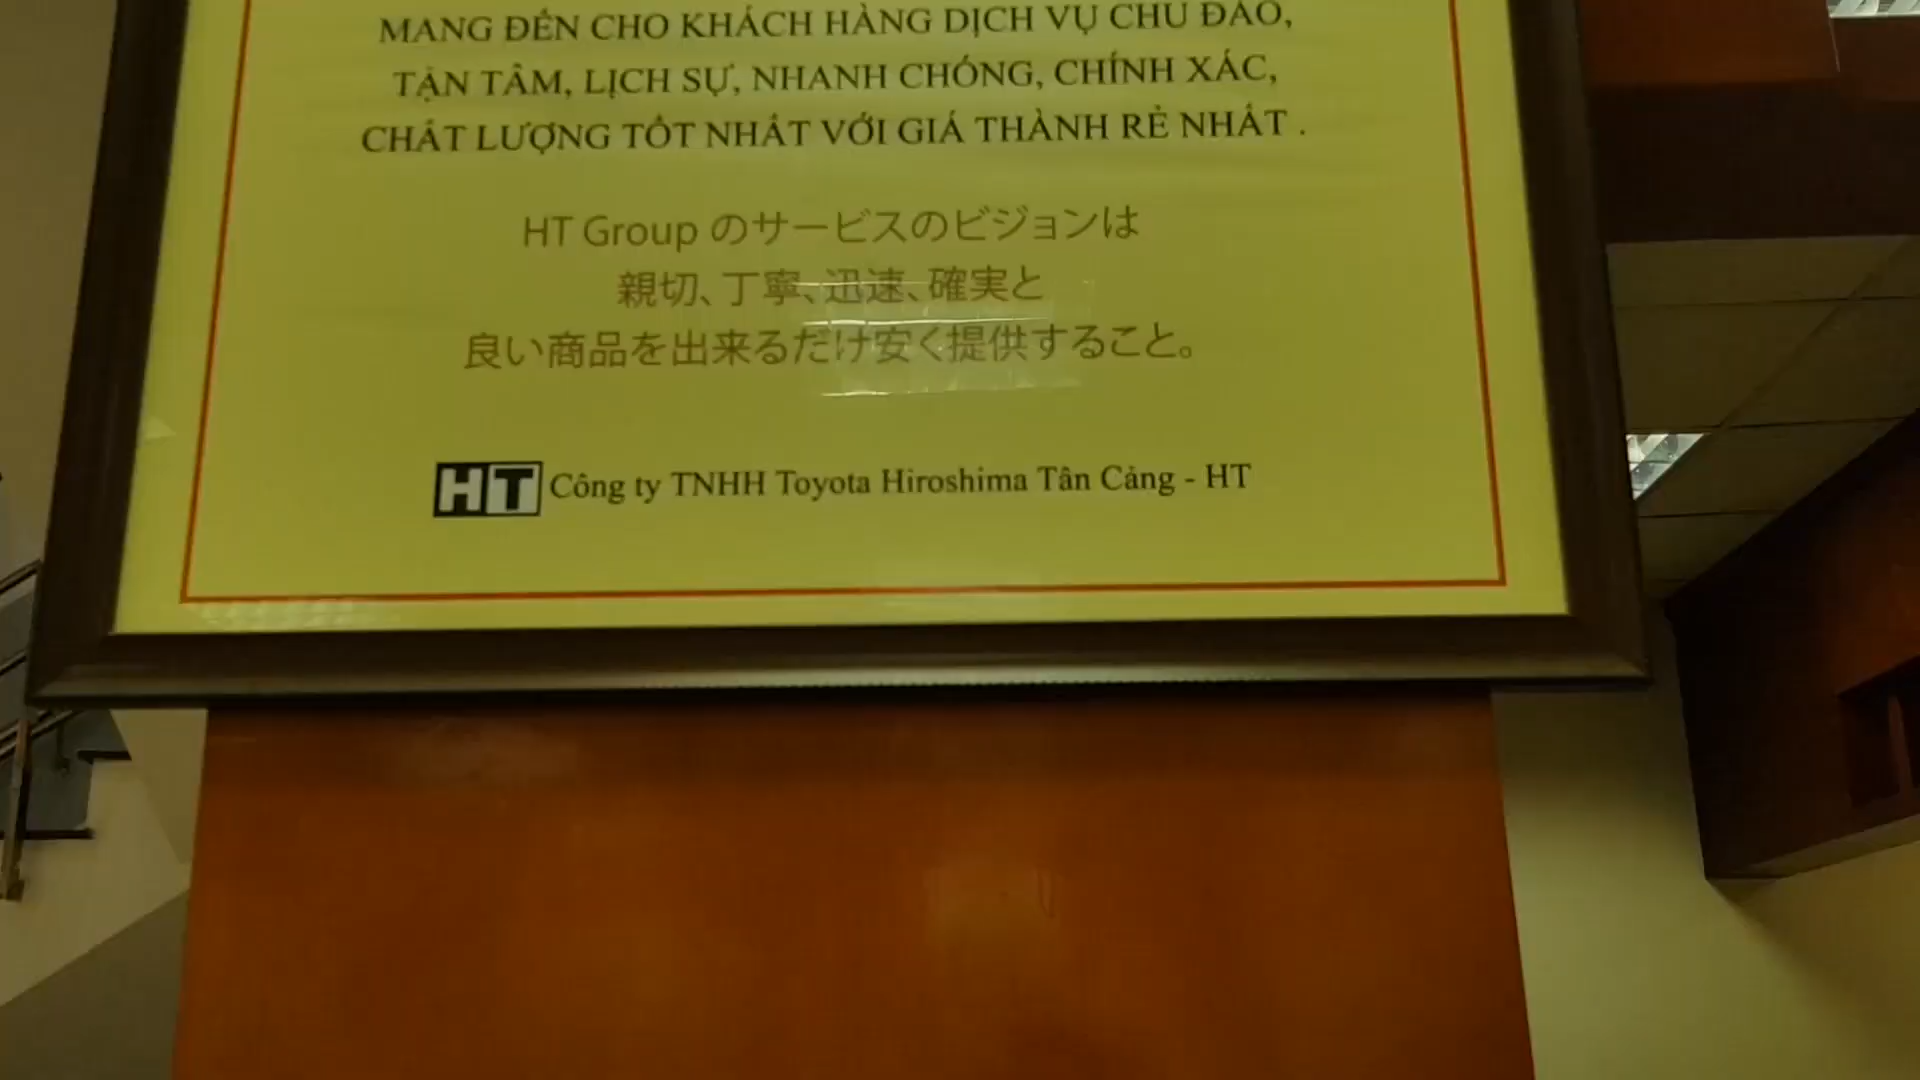 MANG ĐẾN CHO KHÁCH HÀNG DỊCH VỤ CHU ĐÁO,
TẬN TÂM, LỊCH SỰ, NHANH CHÓNG, CHÍNH XÁC,
CHẤT LƯỢNG TỐT NHẤT VỚI GIÁ THÀNH RẺ NHẤT .
HT Group のサービスのビジョンは
親切、丁寧、迅速、確実と
良い商品を出来るだけ安く提供すること。
HT Công ty TNHH Toyota Hiroshima Tân Cảng - HT